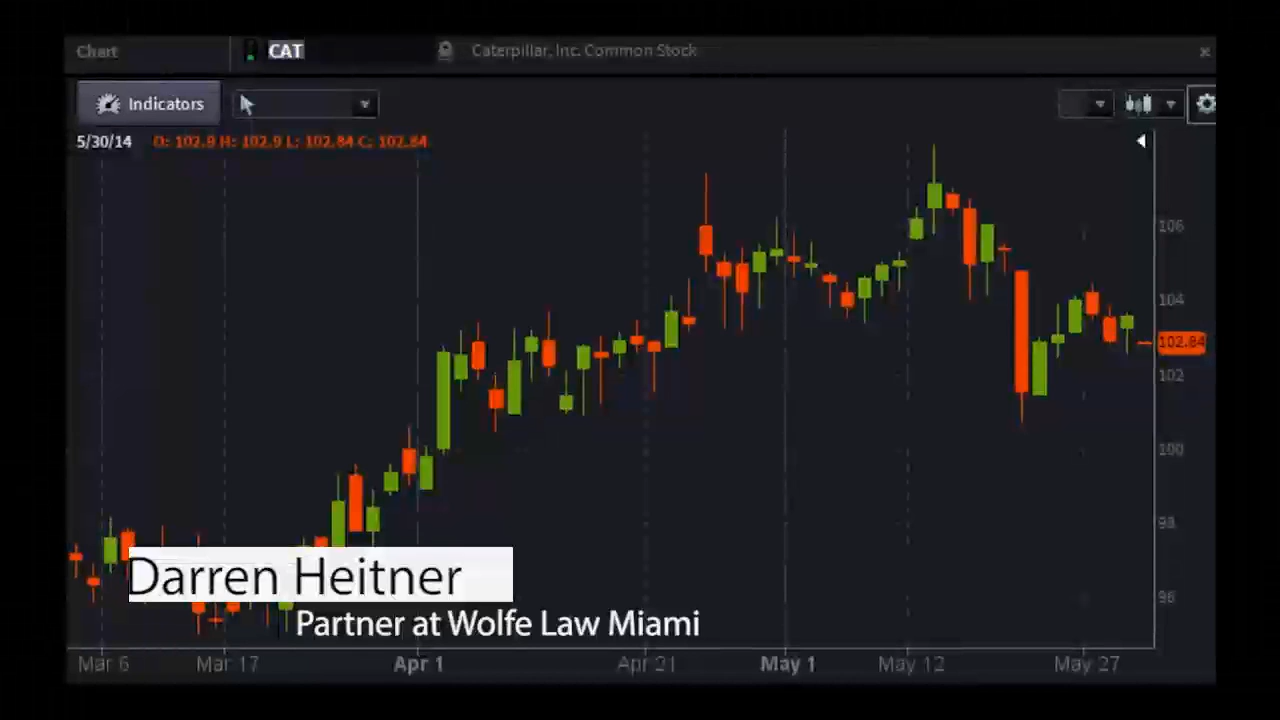 Chart CAT Caterpillar, Inc. Common Stock
Indicators
5/30/14 O: 102.9 H: 102.9 L: 102.84 C: 102.84
106
104
102.84
102
100
98
96
Darren Heitner
Partner at Wolfe Law Miami
Mar 6 Mar 17 Apr 1 Apr 21 May 1 May 12 May 27